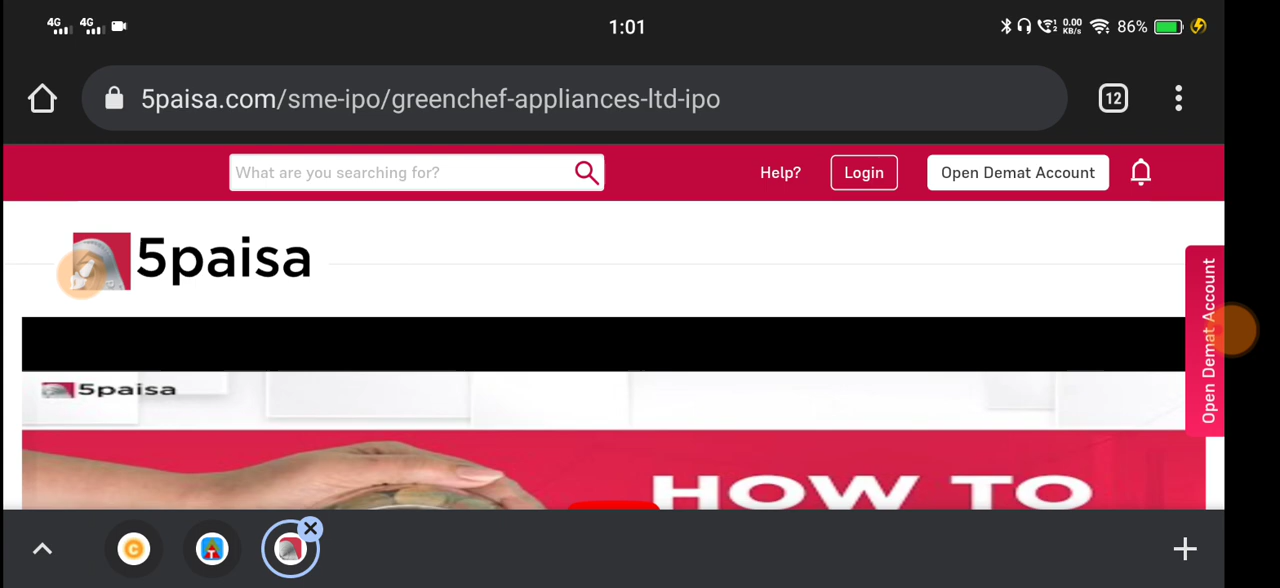 4G 4G 1:01 0.00 KB/s 86%
5paisa.com/sme-ipo/greenchef-appliances-ltd-ipo 12
What are you searching for? Help? Login Open Demat Account
5paisa
Open Demat Account
5paisa
HOW TO